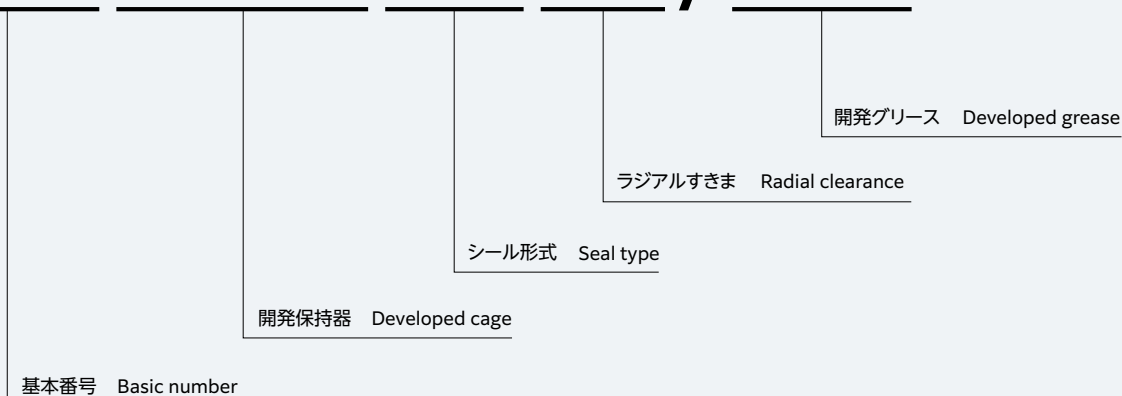 開発グリース Developed grease
ラジアルすきま Radial clearance
シール形式 Seal type
開発保持器 Developed cage
基本番号 Basic number